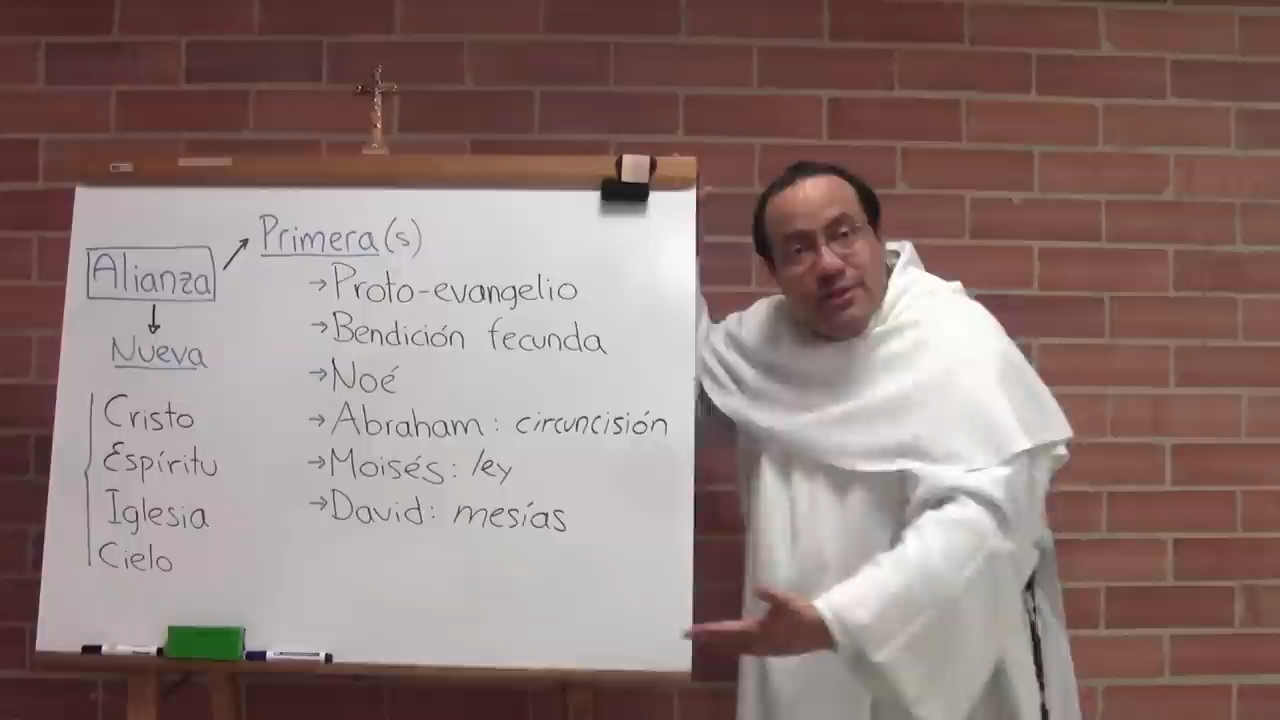 Alianza
Primera(s)
→Proto-evangelio
→Bendición fecunda
→Noé
→Abraham: circuncisión
→Moisés: ley
→David: mesías
Nueva
Cristo
Espíritu
Iglesia
Cielo